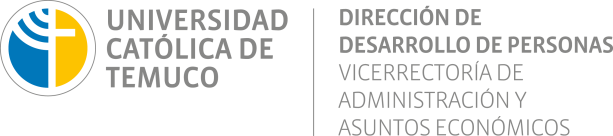 UNIVERSIDAD
CATÓLICA DE
TEMUCO
DIRECCIÓN DE
DESARROLLO DE PERSONAS
VICERRECTORÍA DE
ADMINISTRACIÓN Y
ASUNTOS ECONÓMICOS